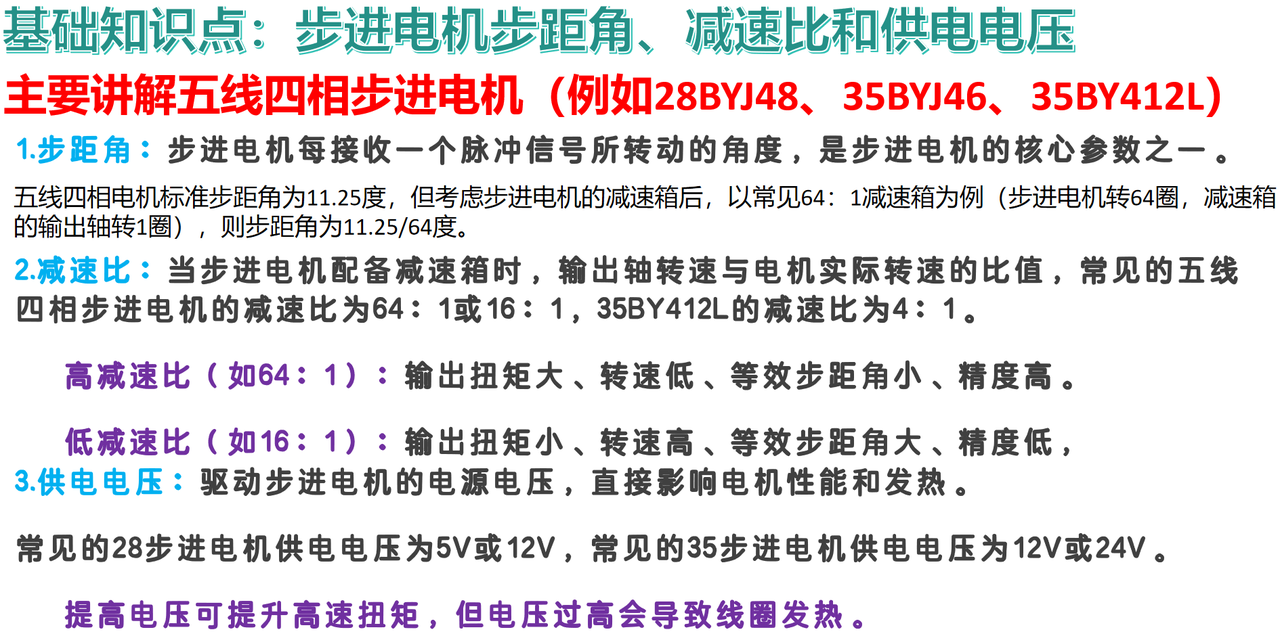 基础知识点：步进电机步距角、减速比和供电电压
主要讲解五线四相步进电机（例如28BYJ48、35BYJ46、35BY412L）
1.步距角：步进电机每接收一个脉冲信号所转动的角度，是步进电机的核心参数之一。
五线四相电机标准步距角为11.25度，但考虑步进电机的减速箱后，以常见64：1减速箱为例（步进电机转64圈，减速箱
的输出轴转1圈），则步距角为11.25/64度。
2.减速比：当步进电机配备减速箱时，输出轴转速与电机实际转速的比值，常见的五线
四相步进电机的减速比为64：1或16：1，35BY412L的减速比为4：1。
高减速比（如64：1）：输出扭矩大、转速低、等效步距角小、精度高。
低减速比（如16：1）：输出扭矩小、转速高、等效步距角大、精度低，
3.供电电压：驱动步进电机的电源电压，直接影响电机性能和发热。
常见的28步进电机供电电压为5V或12V，常见的35步进电机供电电压为12V或24V。
提高电压可提升高速扭矩，但电压过高会导致线圈发热。